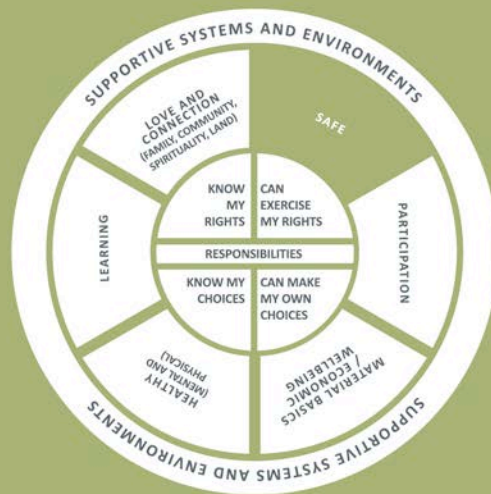 SUPPORTIVE SYSTEMS AND ENVIRONMENTS
LOVE AND
CONNECTION
(FAMILY, COMMUNITY,
SPIRITUALITY, LAND)
SAFE
LEARNING
PARTICIPATION
KNOW
MY
RIGHTS
CAN
EXERCISE
MY RIGHTS
RESPONSIBILITIES
KNOW MY
CHOICES
CAN MAKE
MY OWN
CHOICES
HEALTHY
(MENTAL AND
PHYSICAL)
MATERIAL BASICS
/ ECONOMIC
WELLBEING
SUPPORTIVE SYSTEMS AND ENVIRONMENTS